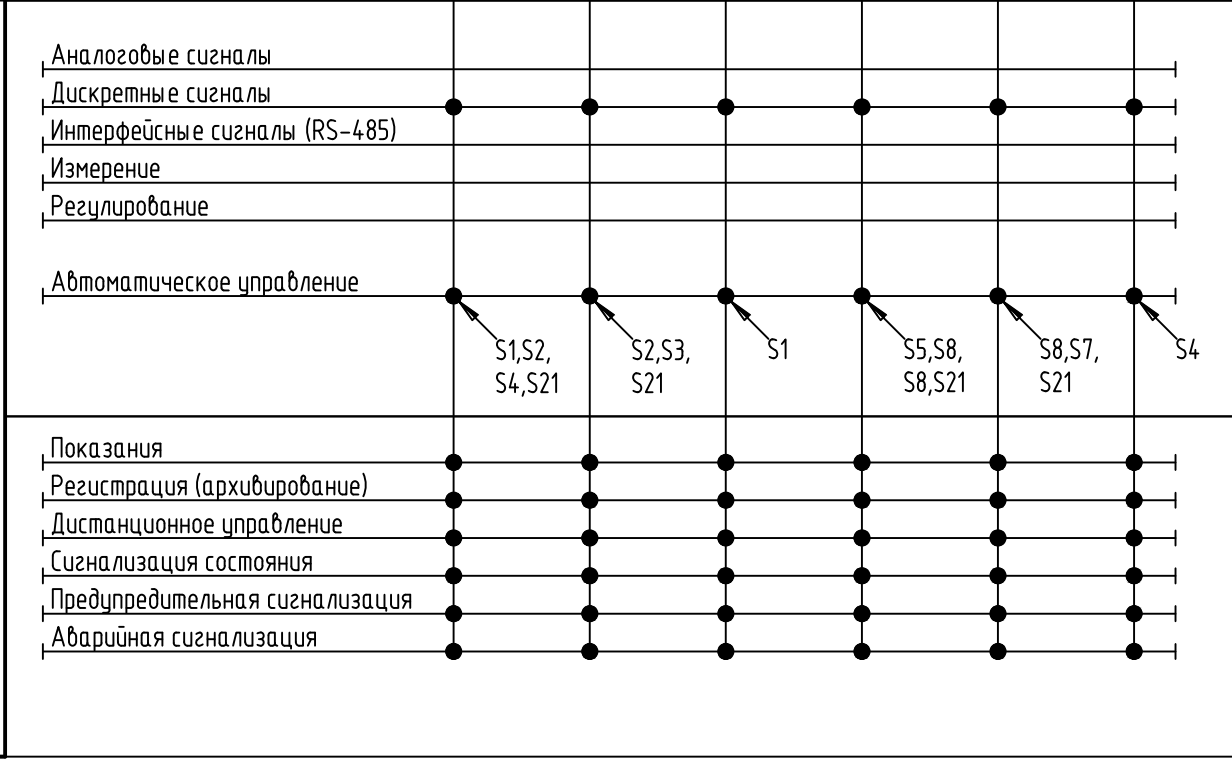 Аналоговые сигналы
Дискретные сигналы
Интерфейсные сигналы (RS-485)
Измерение
Регулирование
Автоматическое управление
S1,S2,
S4,S21
S2,S3,
S21
S1
S5,S8,
S8,S21
S8,S7,
S21
S4
Показания
Регистрация (архивирование)
Дистанционное управление
Сигнализация состояния
Предупредительная сигнализация
Аварийная сигнализация